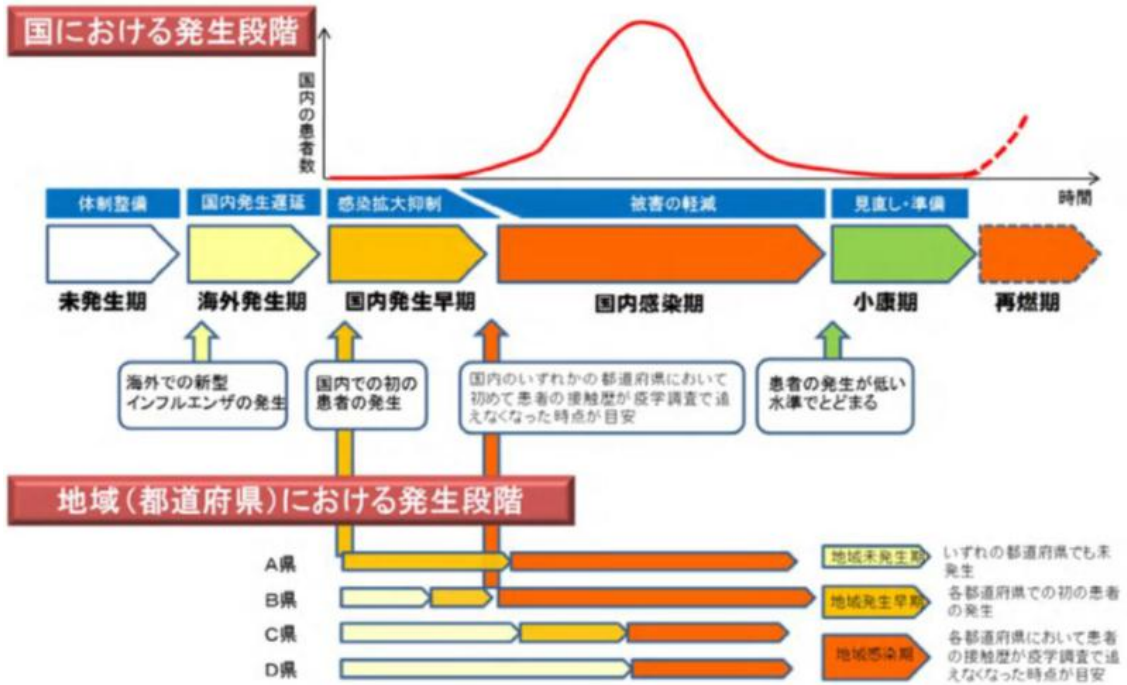 国における発生段階
国内の患者数
時間
体制整備
国内発生遅延
感染拡大抑制
被害の軽減
見直し・準備
未発生期
海外発生期
国内発生早期
国内感染期
小康期
再燃期
海外での新型
インフルエンザの発生
国内での初の
患者の発生
国内のいずれかの都道府県において
初めて患者の接触歴が疫学調査で追
えなくなった時点が目安
患者の発生が低い
水準でとどまる
地域（都道府県）における発生段階
A県
B県
C県
D県
地域未発生期
いずれの都道府県でも未
発生
地域発生早期
各都道府県での初の患者
の発生
地域感染期
各都道府県において患者
の接触歴が疫学調査で追
えなくなった時点が目安